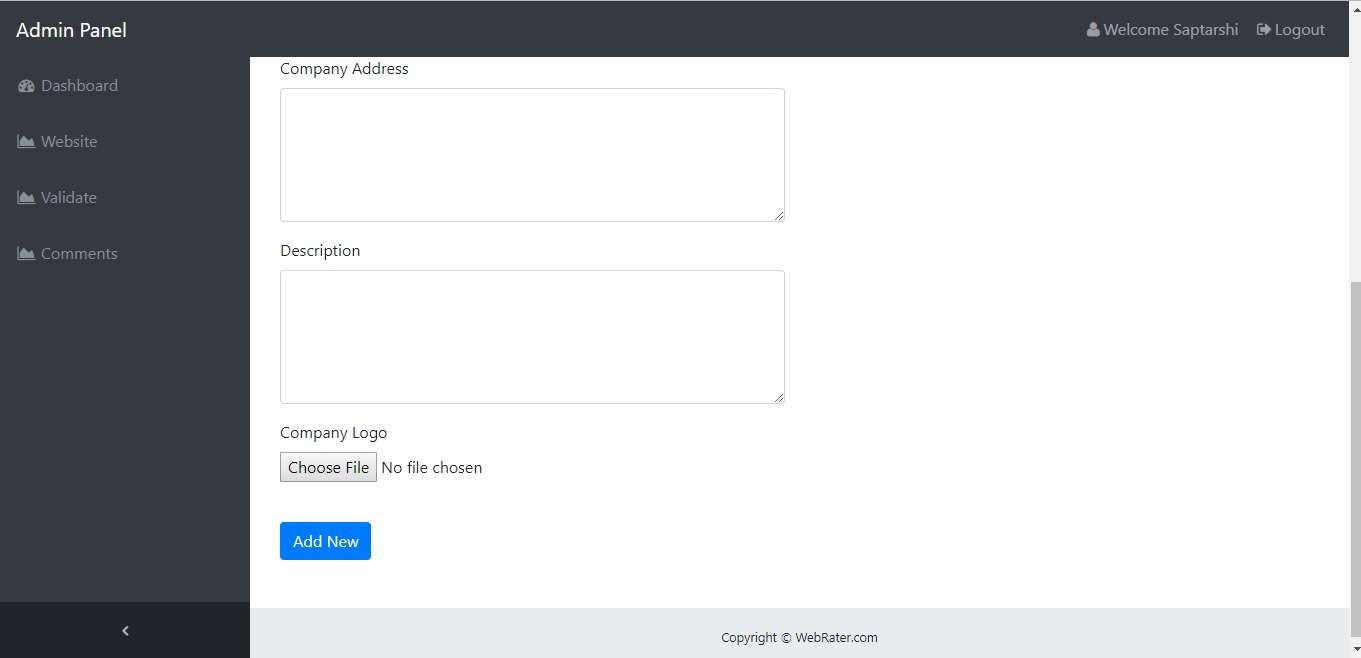 Admin Panel
Welcome Saptarshi
Logout
Dashboard
Website
Validate
Comments
Company Address
Description
Company Logo
Choose File No file chosen
Add New
Copyright © WebRater.com